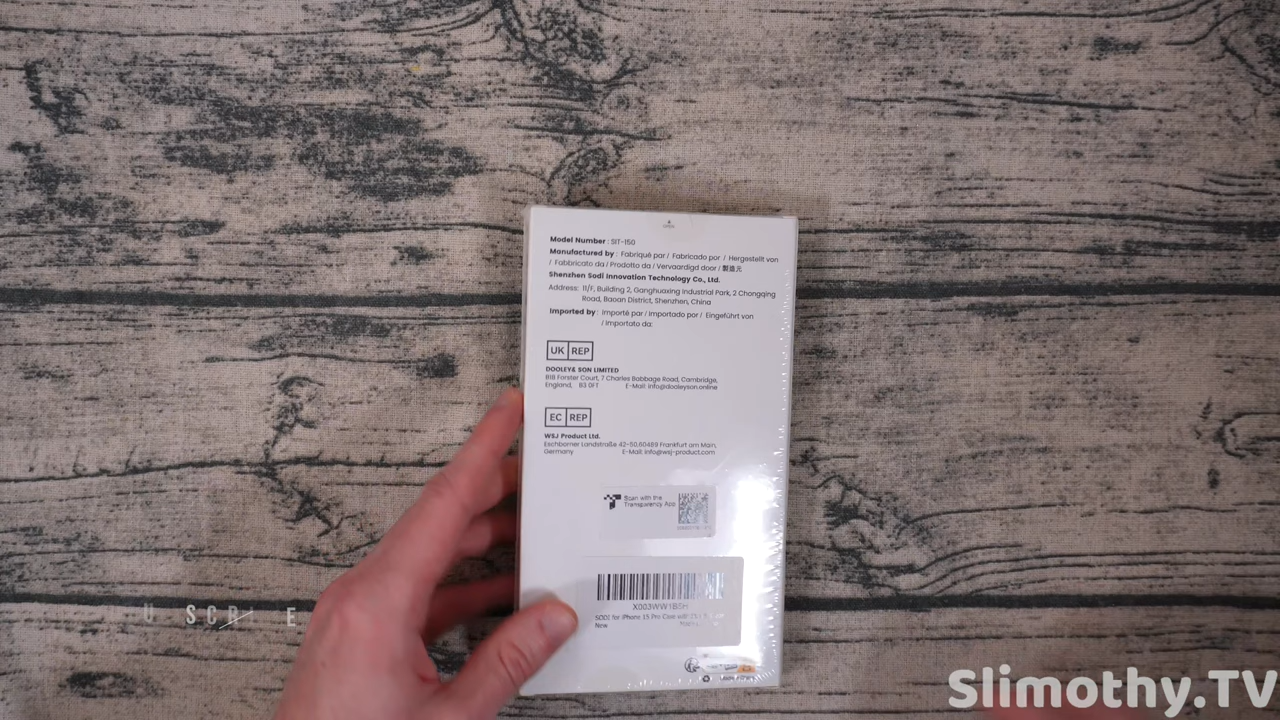 Model Number : SIT-150
Manufactured by : Fabriqué par / Fabricado por / Hergestellt von
/ Fabbricato da / Prodotto da / Vervaardigd door / 製造元
Shenzhen Sodi Innovation Technology Co., Ltd.
Address: 11/F, Building 2, Ganghuaxing Industrial Park, 2 Chongqing
Road, Baoan District, Shenzhen, China
Imported by : Importé par / Importado por / Eingeführt von
/ Importato da:
UK REP
DOOLEY& SON LIMITED
B18 Forster Court, 7 Charles Babbage Road, Cambridge,
England, B3 0FT E-Mail: info@dooleyson.online
EC REP
WSJ Product Ltd.
Eschborner Landstraße 42-50,60489 Frankfurt am Main,
Germany E-Mail: info@wsj-product.com
Scan with the
Transparency App
SODI for iPhone 15 Pro Case with
New
Slimothy.TV